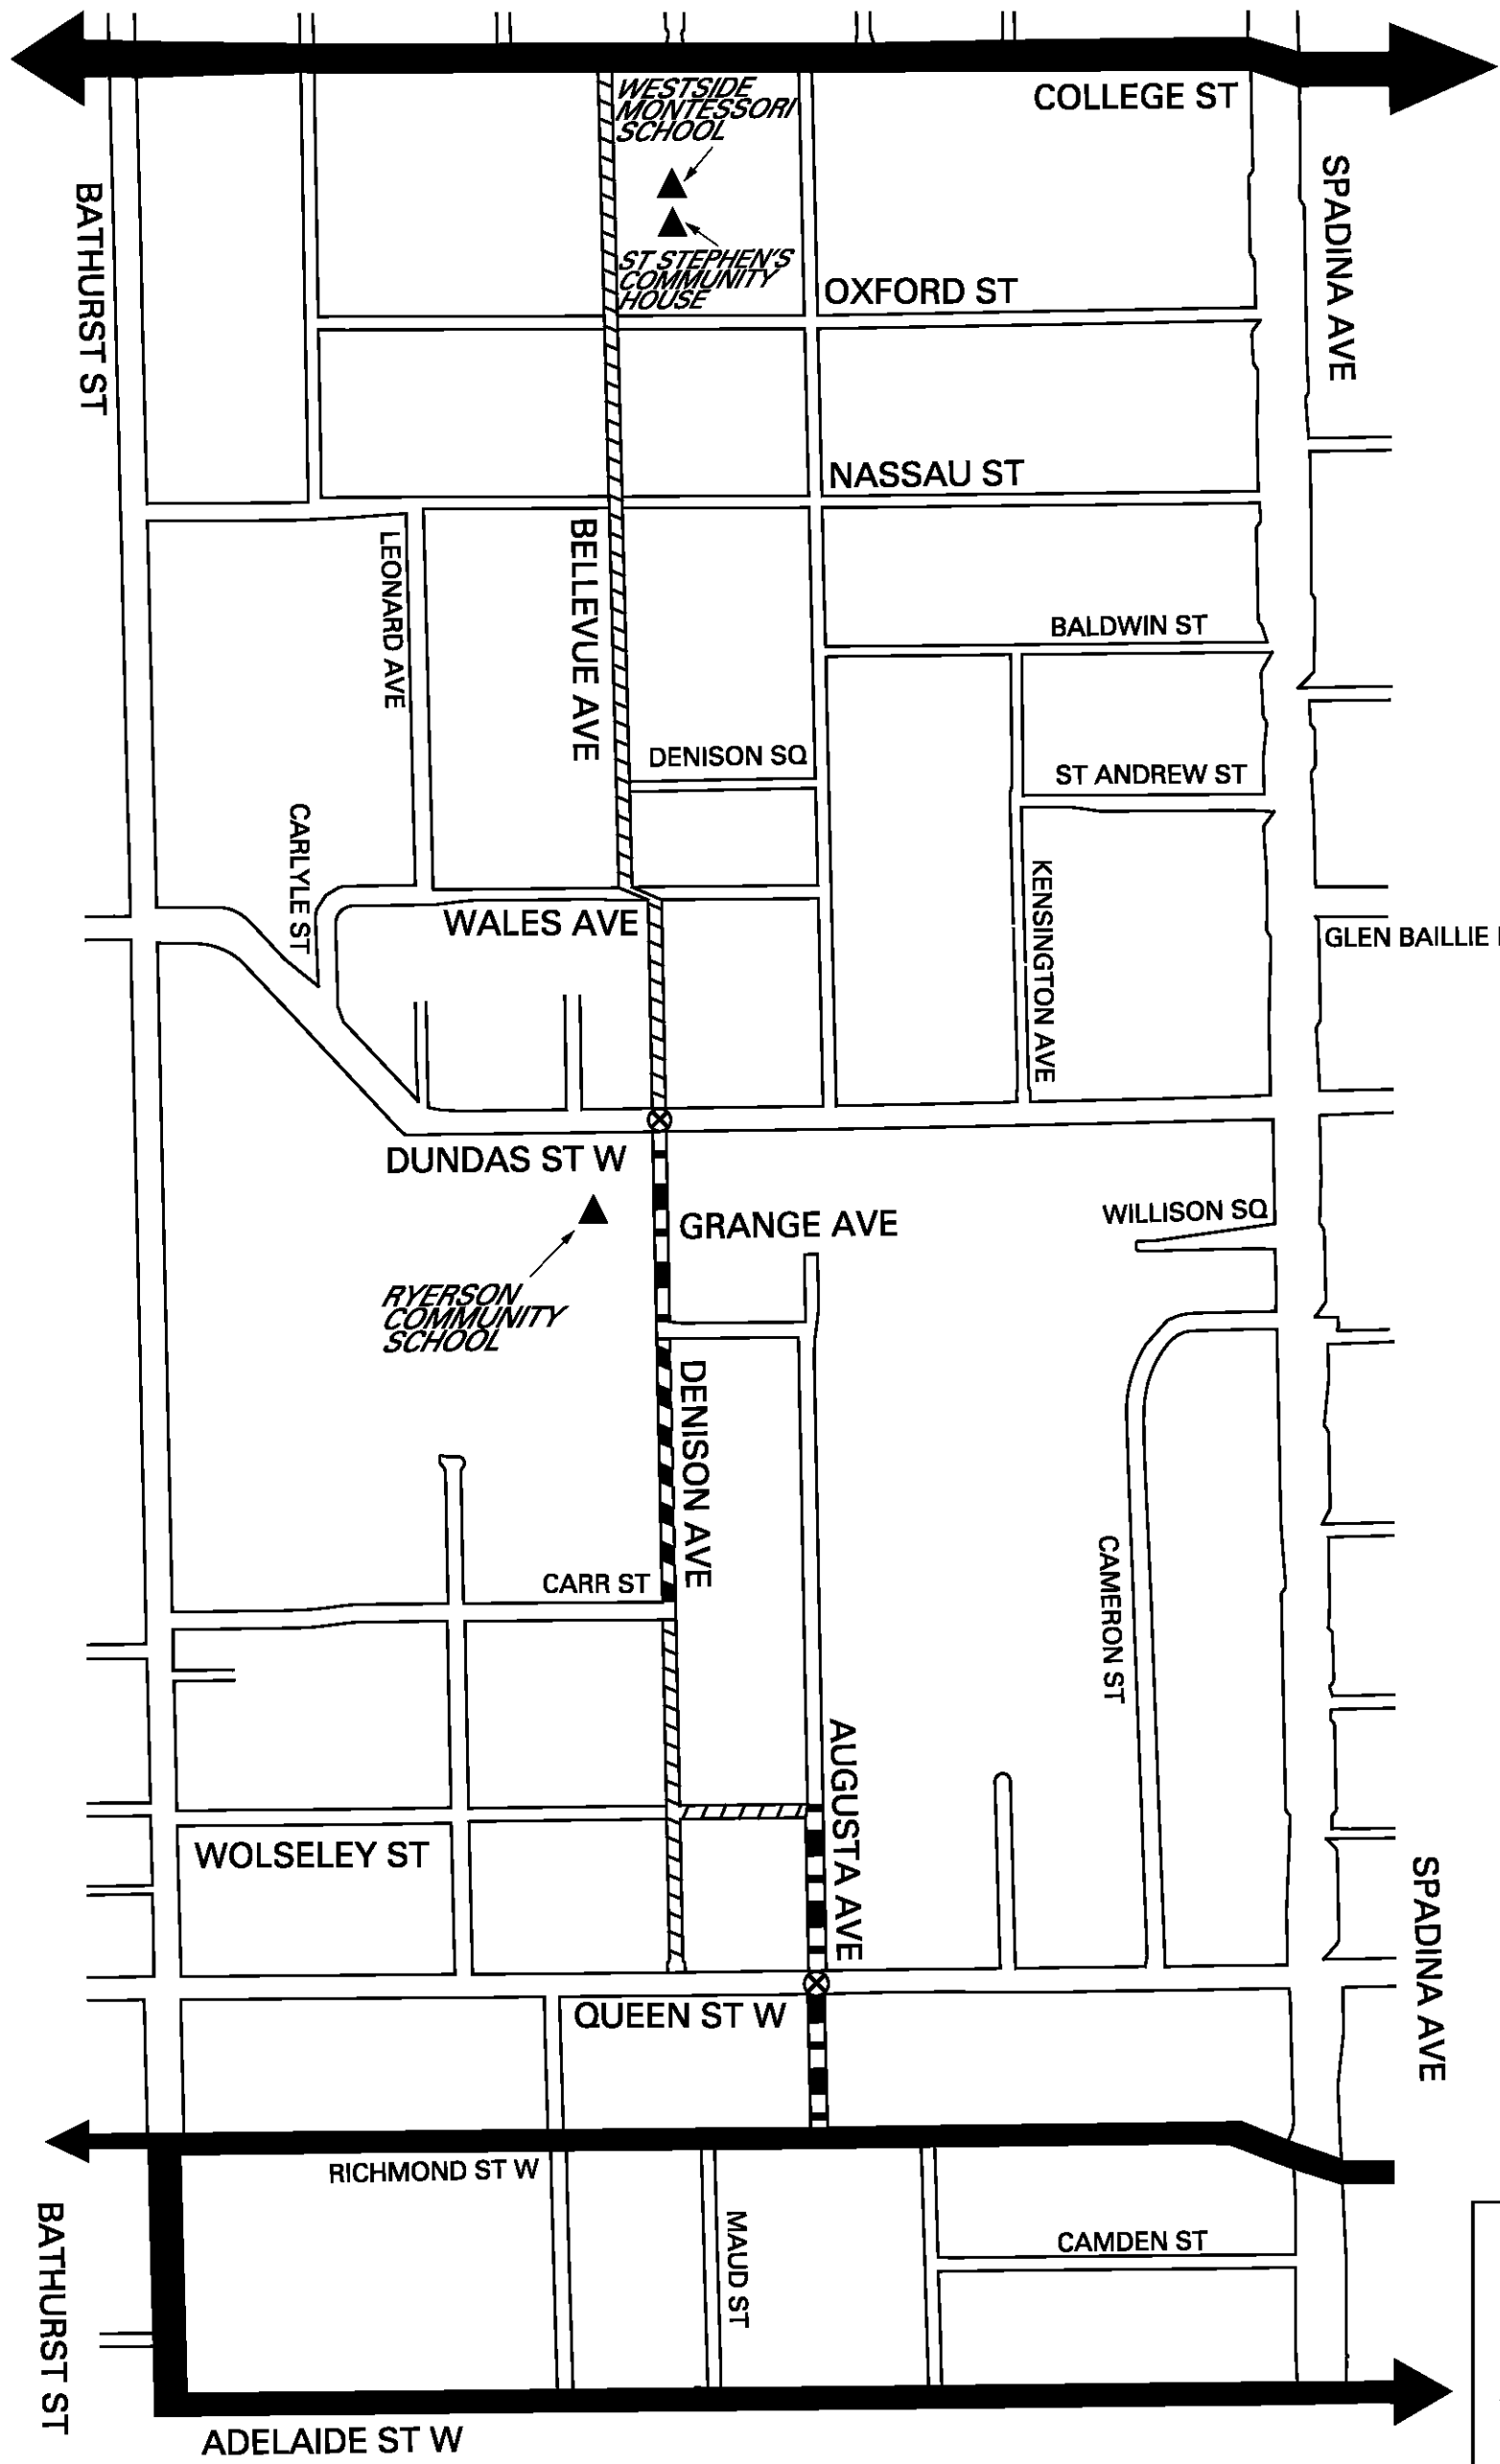 WESTSIDE
MONTESSORI
SCHOOL
COLLEGE ST
BATHURST ST
SPADINA AVE
ST STEPHEN'S
COMMUNITY
HOUSE
OXFORD ST
NASSAU ST
LEONARD AVE
BELLEVUE AVE
BALDWIN ST
DENISON SQ
ST ANDREW ST
CARLYLE ST
KENSINGTON AVE
WALES AVE
GLEN BAILLIE
DUNDAS ST W
WILLISON SQ
GRANGE AVE
RYERSON
COMMUNITY
SCHOOL
DENISON AVE
CAMERON ST
CARR ST
AUGUSTA AVE
WOLSELEY ST
SPADINA AVE
QUEEN ST W
RICHMOND ST W
BATHURST ST
MAUD ST
CAMDEN ST
ADELAIDE ST W